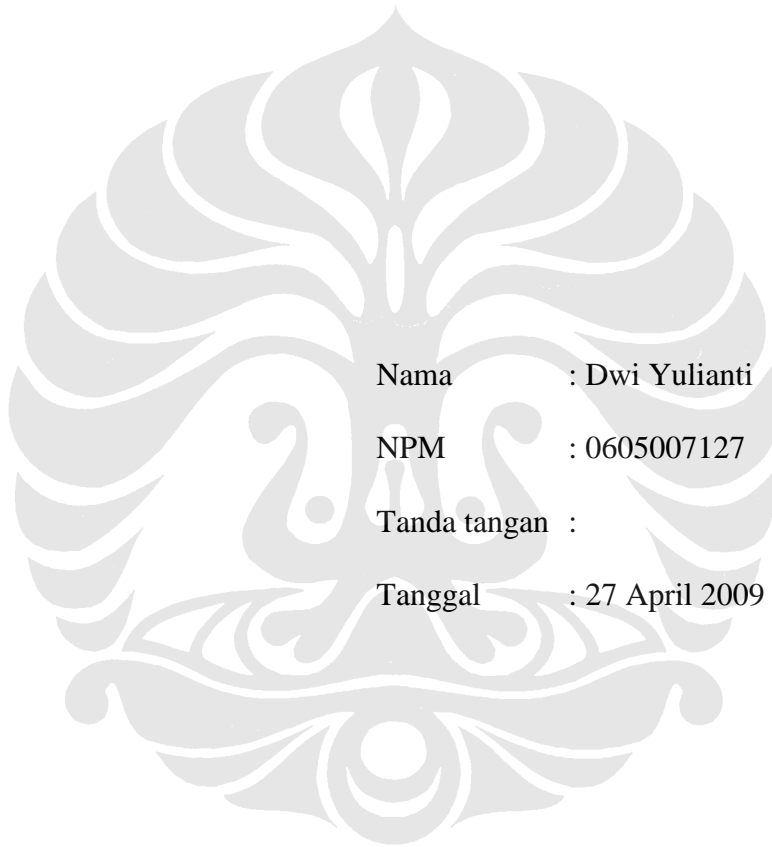 Nama : Dwi Yulianti
NPM : 0605007127
Tanda tangan :
Tanggal : 27 April 2009